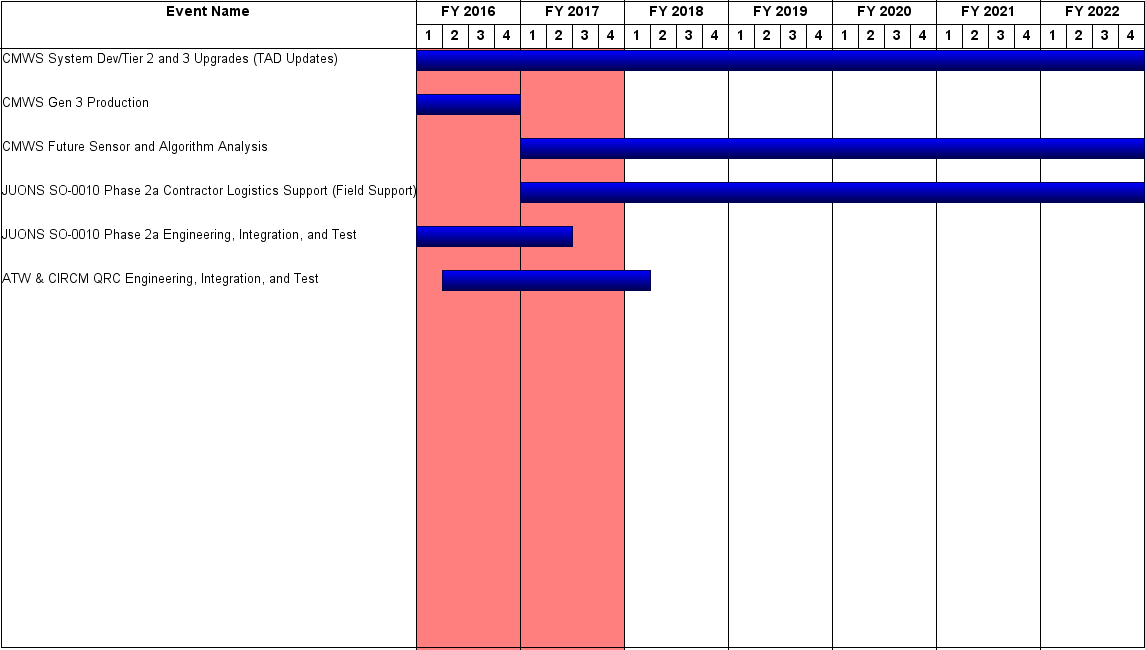 Event Name FY 2016 FY 2017 FY 2018 FY 2019 FY 2020 FY 2021 FY 2022
1 2 3 4 1 2 3 4 1 2 3 4 1 2 3 4 1 2 3 4 1 2 3 4 1 2 3 4
CMWS System Dev/Tier 2 and 3 Upgrades (TAD Updates)
CMWS Gen 3 Production
CMWS Future Sensor and Algorithm Analysis
JUONS SO-0010 Phase 2a Contractor Logistics Support (Field Support)
JUONS SO-0010 Phase 2a Engineering, Integration, and Test
ATW & CIRCM QRC Engineering, Integration, and Test